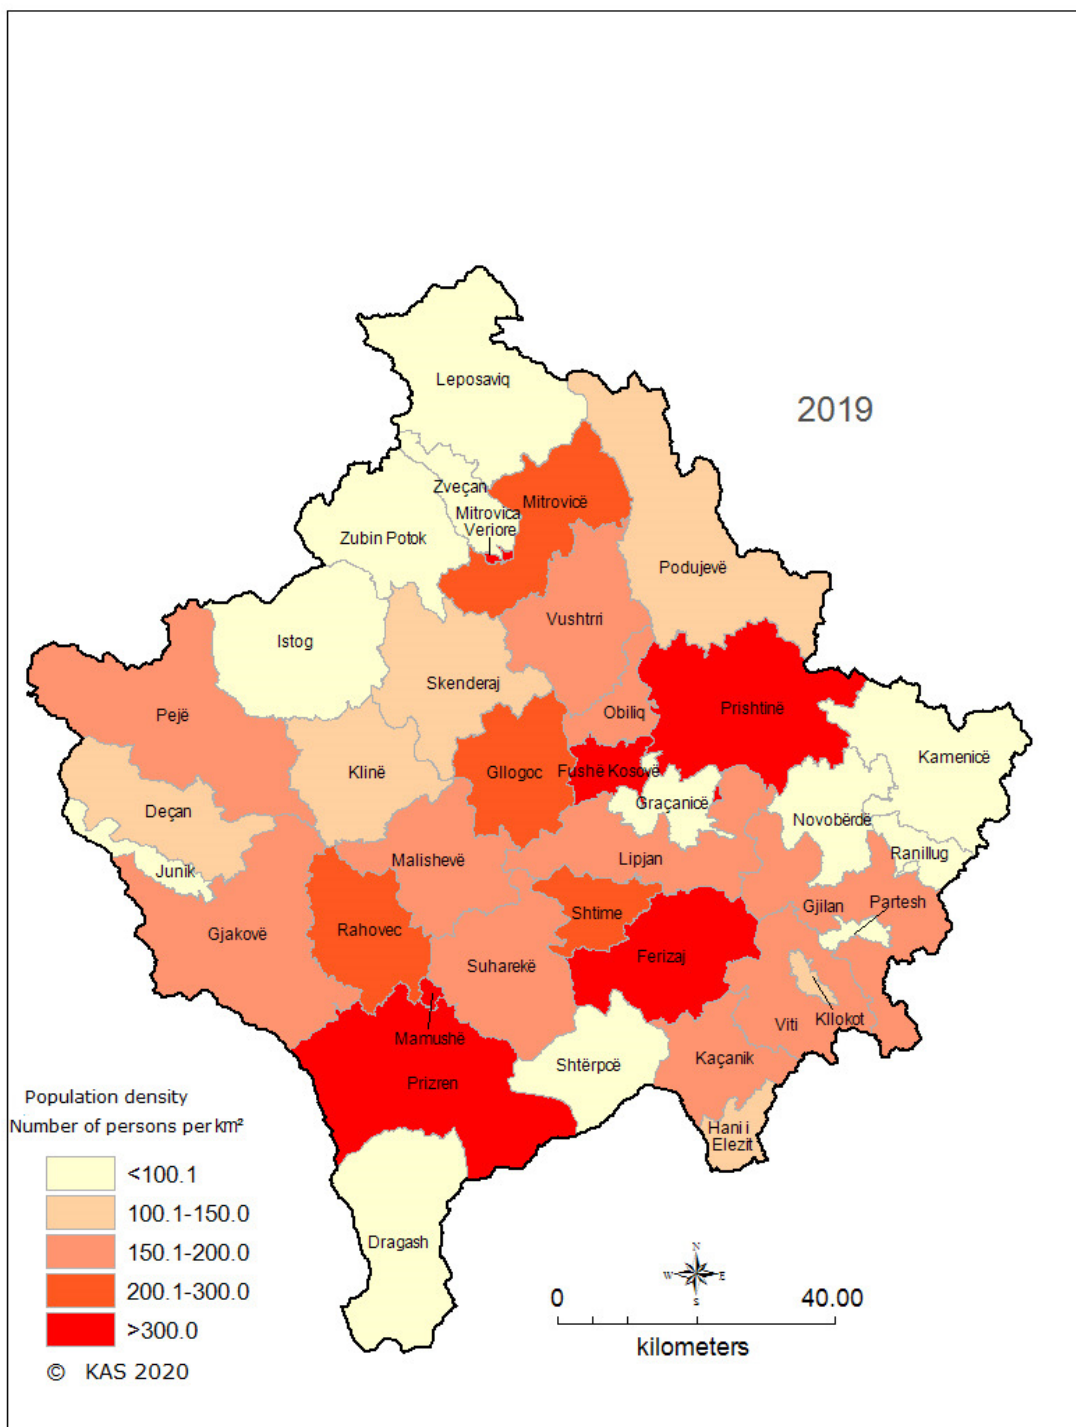 Leposaviq
2019
Zveçan
Mitrovicë
Mitrovica
Veriore
Zubin Potok
Podujevë
Vushtrri
Istog
Skenderaj
Pejë
Obiliq
Prishtinë
Kamenicë
Klinë
Gllogoc
Fushë Kosovë
Graçanicë
Deçan
Novobërdë
Junik
Malishevë
Lipjan
Ranillug
Gjakovë
Rahovec
Shtime
Gjilan
Partesh
Suharekë
Ferizaj
Viti
Kllokot
Mamushë
Prizren
Shtërpcë
Kaçanik
Hani i
Elezit
Dragash
Population density
Number of persons per km²
<100.1
100.1-150.0
150.1-200.0
200.1-300.0
>300.0
© KAS 2020
N
W E
S
0 40.00
kilometers